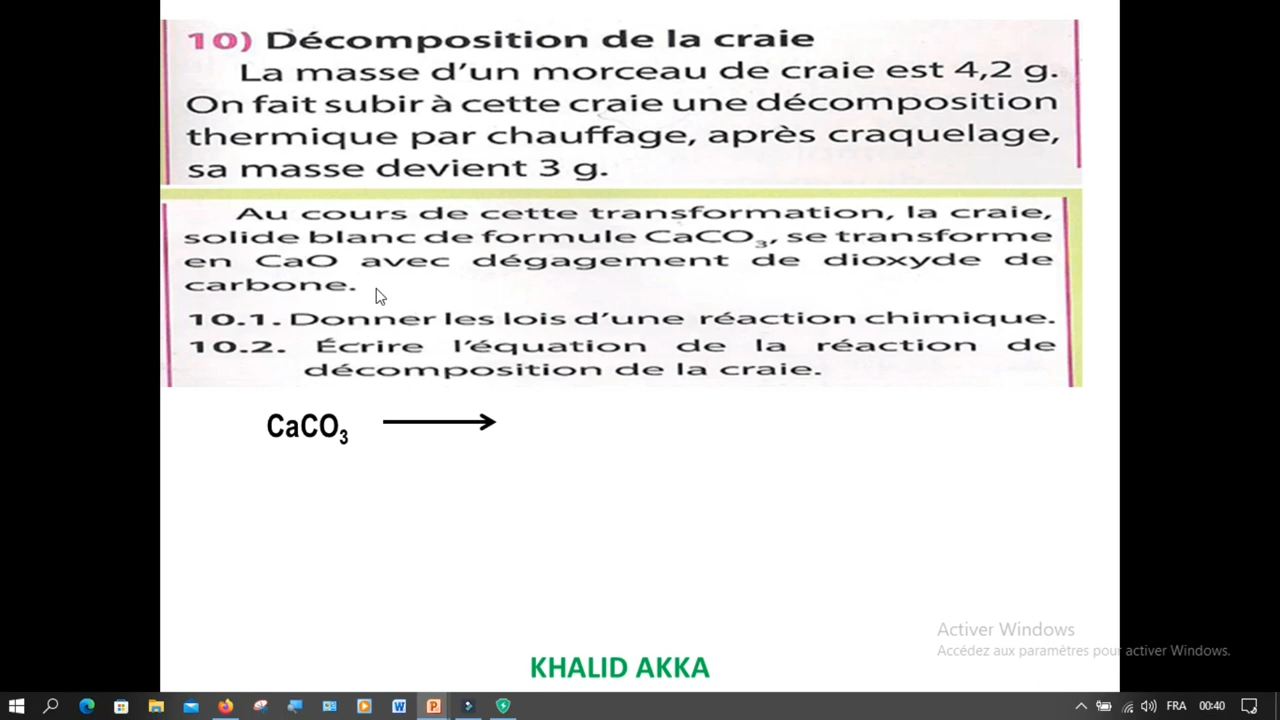 10) Décomposition de la craie
La masse d'un morceau de craie est 4,2 g.
On fait subir à cette craie une décomposition
thermique par chauffage, après craquelage,
sa masse devient 3 g.
Au cours de cette transformation, la craie,
solide blanc de formule CaCO₃, se transforme
en CaO avec dégagement de dioxyde de
carbone.
10.1. Donner les lois d'une réaction chimique.
10.2. Écrire l'équation de la réaction de
décomposition de la craie.
CaCO₃
Activer Windows
Accédez aux paramètres pour activer Windows.
KHALID AKKA
FRA 00:40